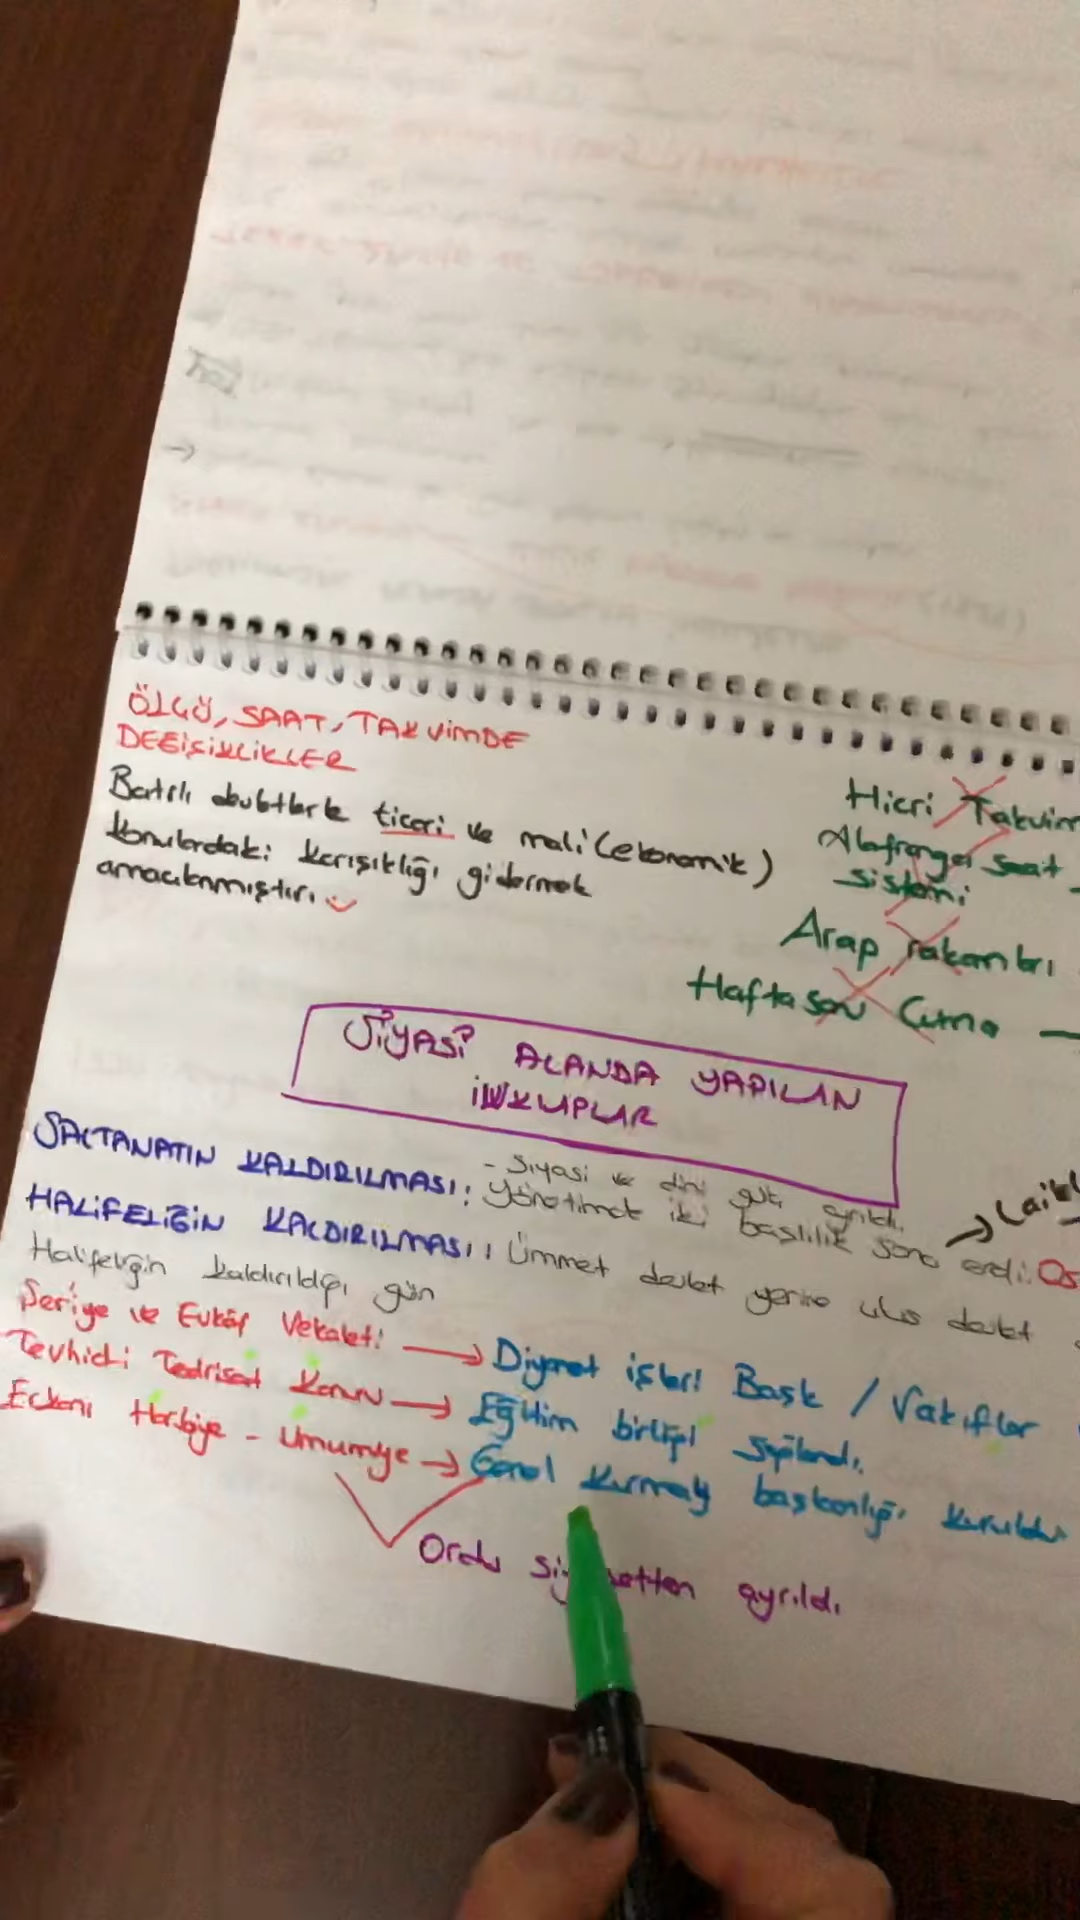 ÖLÇÜ, SAAT, TAKVİMDE
DEĞİŞİKLİKLER
Batılı devletlerle ticari ve mali (ekonomik)
konulardaki karışıklığı gidermek
amaçlanmıştır.
Hicri Takvim
Alafranga saat
sistemi
Arap rakamları
Hafta sonu Cuma
SİYASİ ALANDA YAPILAN
İNKILAPLAR
SALTANATIN KALDIRILMASI: - Siyasi ve dini güç ayrıldı.
yönetimde iki başlılık sona erdi. Os
→ Laik
HALİFELİĞİN KALDIRILMASI: Ümmet devlet yerine ulus devlet
Halifeliğin kaldırıldığı gün
Şeriye ve Evkaf Vekaleti → Diyanet işleri Başk / Vakıflar
Tevhidi Tedrisat Kanunu → Eğitim birliği sağlandı.
Erkanı Harbiye - Umumiye → Genel Kurmay başkanlığı kuruldu.
Ordu siyasetten ayrıldı